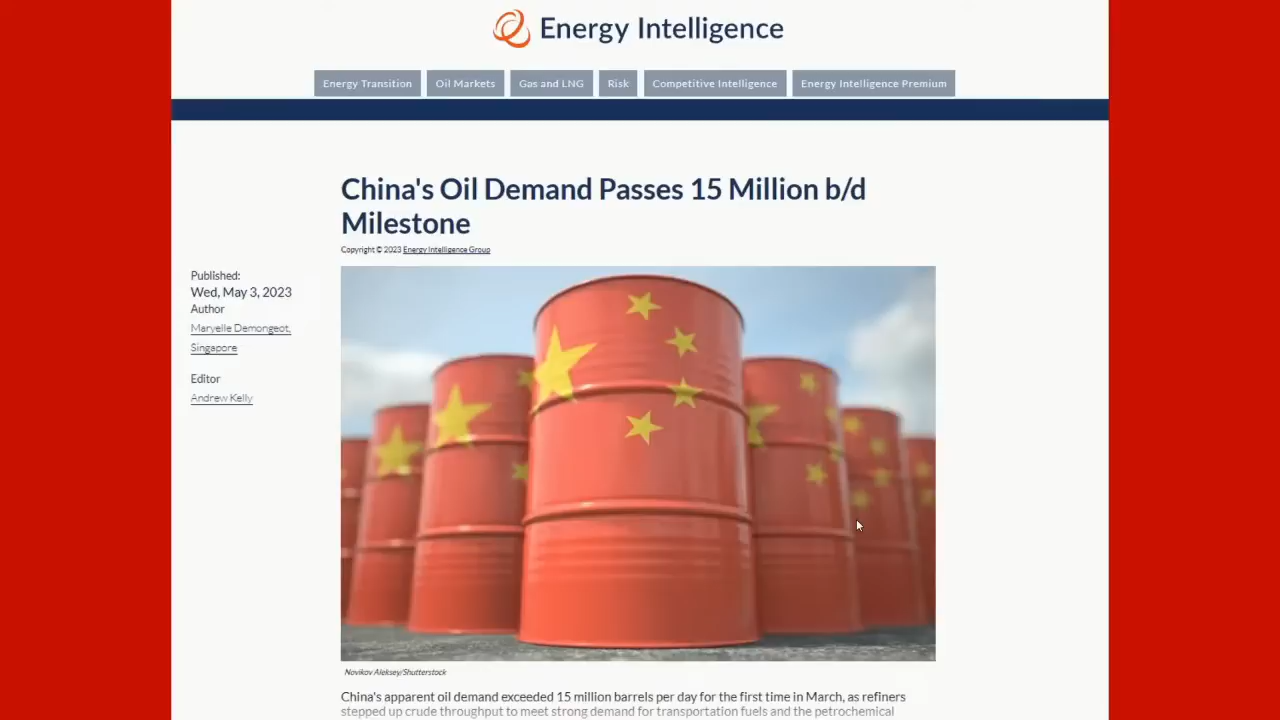 Energy Intelligence
Energy Transition
Oil Markets
Gas and LNG
Risk
Competitive Intelligence
Energy Intelligence Premium
China's Oil Demand Passes 15 Million b/d
Milestone
Copyright © 2023 Energy Intelligence Group
Published:
Wed, May 3, 2023
Author
Maryelle Demongeot,
Singapore
Editor
Andrew Kelly
Novikov Aleksey/Shutterstock
China's apparent oil demand exceeded 15 million barrels per day for the first time in March, as refiners
stepped up crude throughput to meet strong demand for transportation fuels and the petrochemical